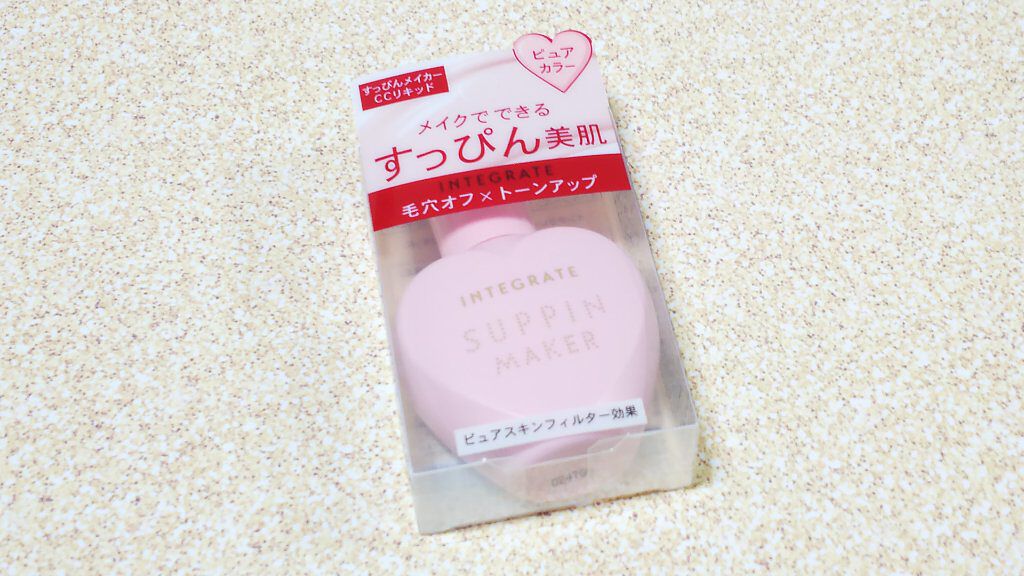 ピュア
カラー
すっぴんメイカー
CCリキッド
メイクでできる
すっぴん美肌
INTEGRATE
毛穴オフ×トーンアップ
INTEGRATE
SUPPIN
MAKER
ピュアスキンフィルター効果